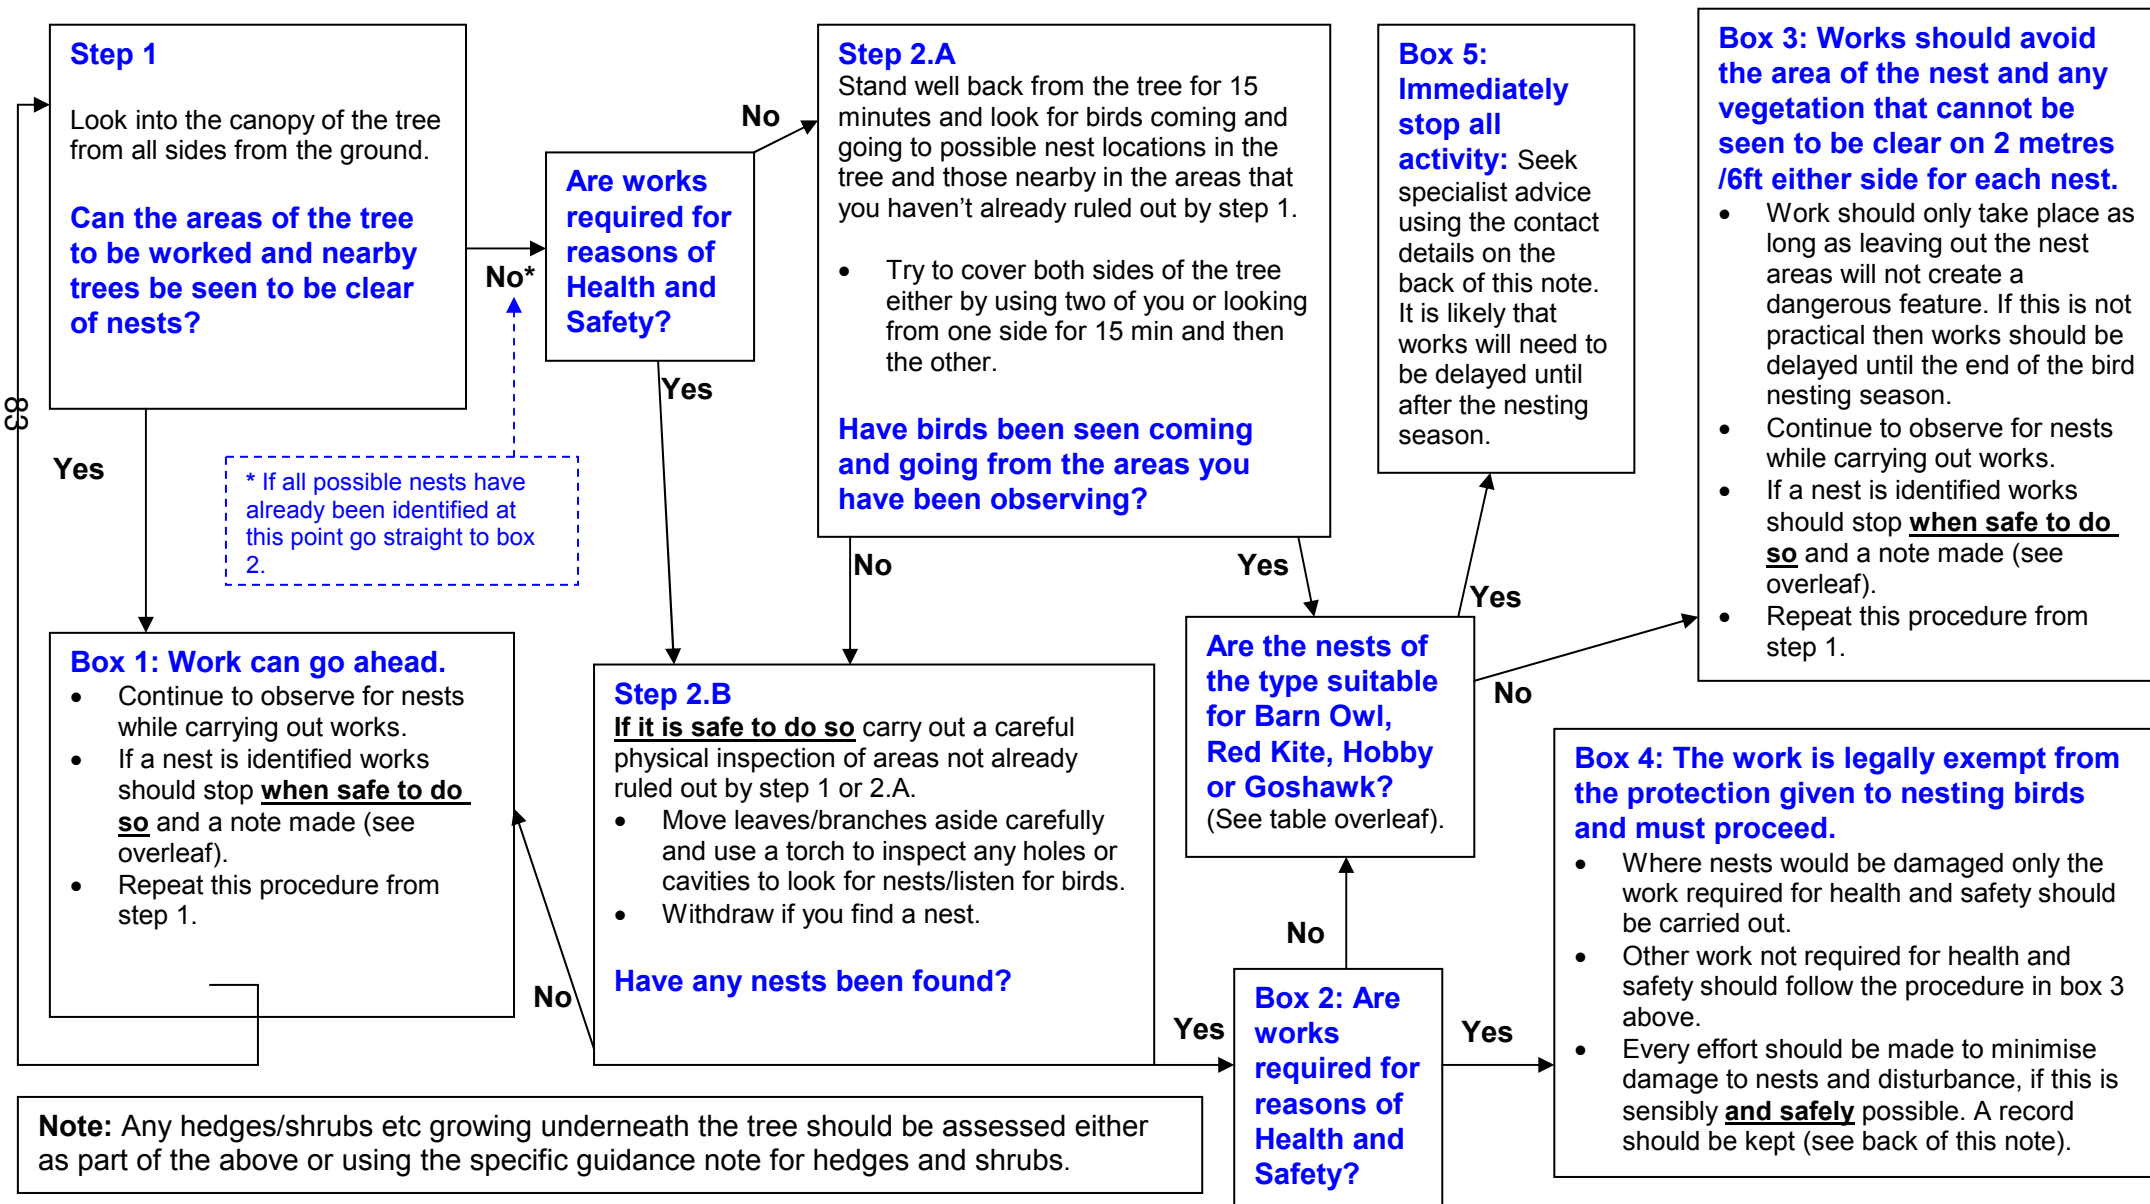 Step 1
Look into the canopy of the tree
from all sides from the ground.
Can the areas of the tree
to be worked and nearby
trees be seen to be clear
of nests?
No*
Yes
83
* If all possible nests have
already been identified at
this point go straight to box
2.
Are works
required for
reasons of
Health and
Safety?
No
Yes
Step 2.A
Stand well back from the tree for 15
minutes and look for birds coming and
going to possible nest locations in the
tree and those nearby in the areas that
you haven’t already ruled out by step 1.
• Try to cover both sides of the tree
either by using two of you or looking
from one side for 15 min and then
the other.
Have birds been seen coming
and going from the areas you
have been observing?
No
Yes
Box 5:
Immediately
stop all
activity: Seek
specialist advice
using the contact
details on the
back of this note.
It is likely that
works will need to
be delayed until
after the nesting
season.
Yes
Box 3: Works should avoid
the area of the nest and any
vegetation that cannot be
seen to be clear on 2 metres
/6ft either side for each nest.
• Work should only take place as
long as leaving out the nest
areas will not create a
dangerous feature. If this is not
practical then works should be
delayed until the end of the bird
nesting season.
• Continue to observe for nests
while carrying out works.
• If a nest is identified works
should stop when safe to do
so and a note made (see
overleaf).
• Repeat this procedure from
step 1.
Box 1: Work can go ahead.
• Continue to observe for nests
while carrying out works.
• If a nest is identified works
should stop when safe to do
so and a note made (see
overleaf).
• Repeat this procedure from
step 1.
No
Step 2.B
If it is safe to do so carry out a careful
physical inspection of areas not already
ruled out by step 1 or 2.A.
• Move leaves/branches aside carefully
and use a torch to inspect any holes or
cavities to look for nests/listen for birds.
• Withdraw if you find a nest.
Have any nests been found?
Yes
Are the nests of
the type suitable
for Barn Owl,
Red Kite, Hobby
or Goshawk?
(See table overleaf).
No
No
Box 2: Are
works
required for
reasons of
Health and
Safety?
Yes
Box 4: The work is legally exempt from
the protection given to nesting birds
and must proceed.
• Where nests would be damaged only the
work required for health and safety should
be carried out.
• Other work not required for health and
safety should follow the procedure in box 3
above.
• Every effort should be made to minimise
damage to nests and disturbance, if this is
sensibly and safely possible. A record
should be kept (see back of this note).
Note: Any hedges/shrubs etc growing underneath the tree should be assessed either
as part of the above or using the specific guidance note for hedges and shrubs.